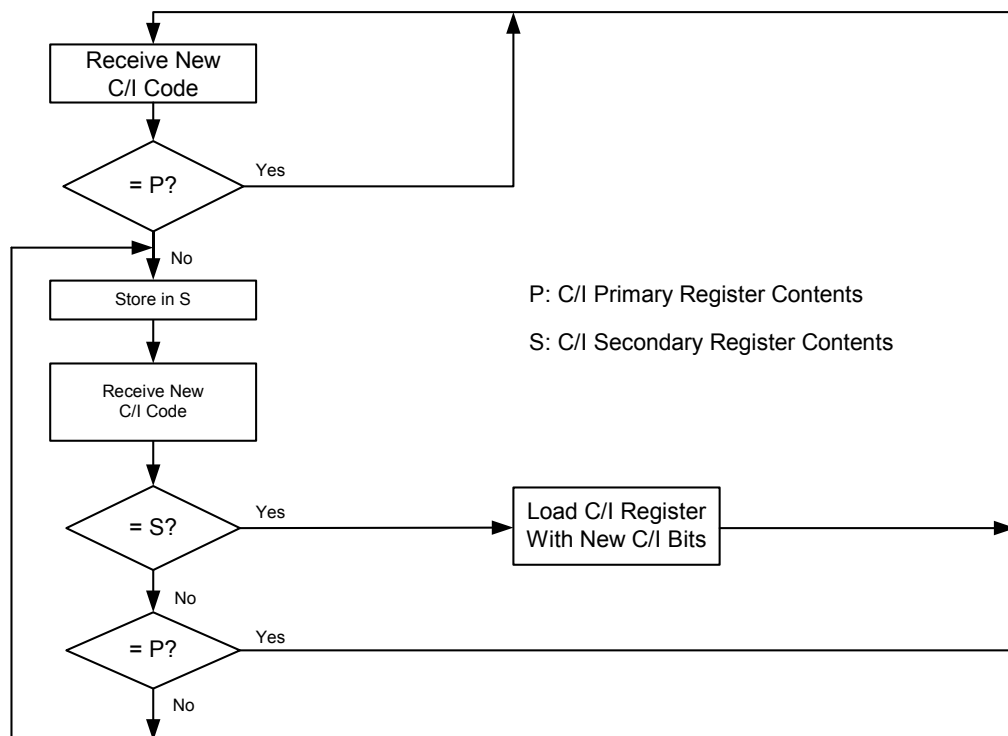 Receive New
C/I Code
= P?
Yes
No
Store in S
P: C/I Primary Register Contents
S: C/I Secondary Register Contents
Receive New
C/I Code
= S?
Yes
Load C/I Register
With New C/I Bits
No
= P?
Yes
No